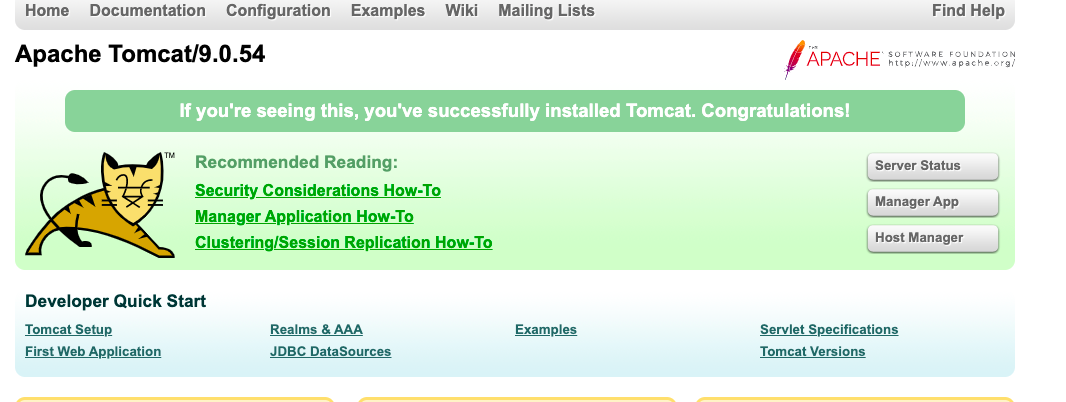 Home Documentation Configuration Examples Wiki Mailing Lists Find Help
Apache Tomcat/9.0.54
THE
APACHE SOFTWARE FOUNDATION
http://www.apache.org/
If you're seeing this, you've successfully installed Tomcat. Congratulations!
TM
Recommended Reading:
Security Considerations How-To
Manager Application How-To
Clustering/Session Replication How-To
Server Status
Manager App
Host Manager
Developer Quick Start
Tomcat Setup
First Web Application
Realms & AAA
JDBC DataSources
Examples
Servlet Specifications
Tomcat Versions